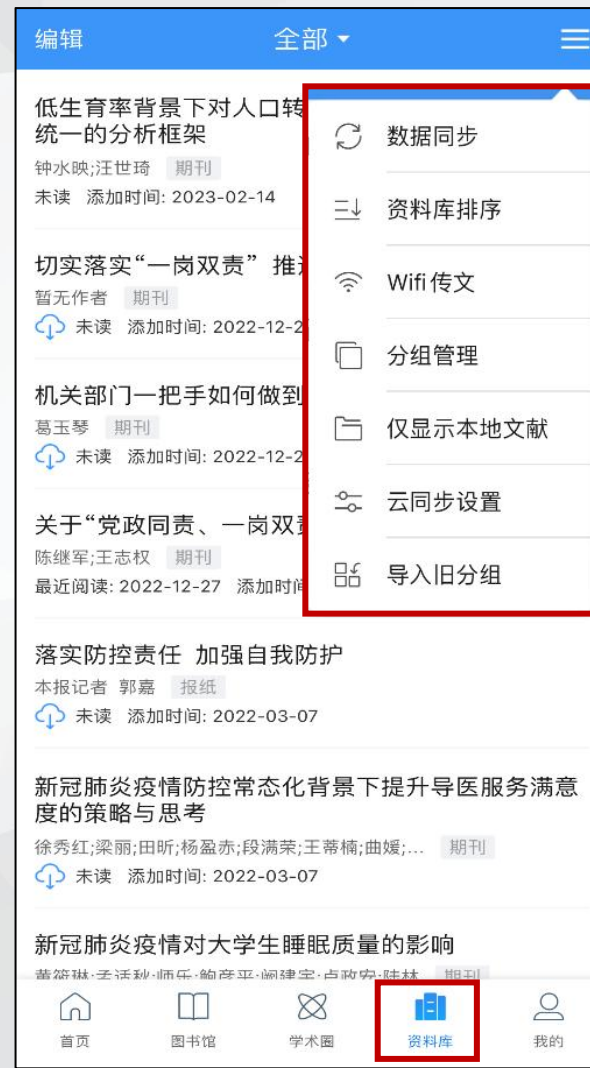 编辑
全部
低生育率背景下对人口转
统一的分析框架
钟水映;汪世琦 期刊
未读 添加时间: 2023-02-14
切实落实“一岗双责” 推
暂无作者 期刊
未读 添加时间: 2022-12-2
机关部门一把手如何做到
葛玉琴 期刊
未读 添加时间: 2022-12-2
关于“党政同责、一岗双
陈继军;王志权 期刊
最近阅读: 2022-12-27 添加时
数据同步
资料库排序
Wifi 传文
分组管理
仅显示本地文献
云同步设置
导入旧分组
落实防控责任 加强自我防护
本报记者 郭嘉 报纸
未读 添加时间: 2022-03-07
新冠肺炎疫情防控常态化背景下提升导医服务满意
度的策略与思考
徐秀红;梁丽;田昕;杨盈赤;段满荣;王蒂楠;曲媛;... 期刊
未读 添加时间: 2022-03-07
新冠肺炎疫情对大学生睡眠质量的影响
首页
图书馆
学术圈
资料库
我的